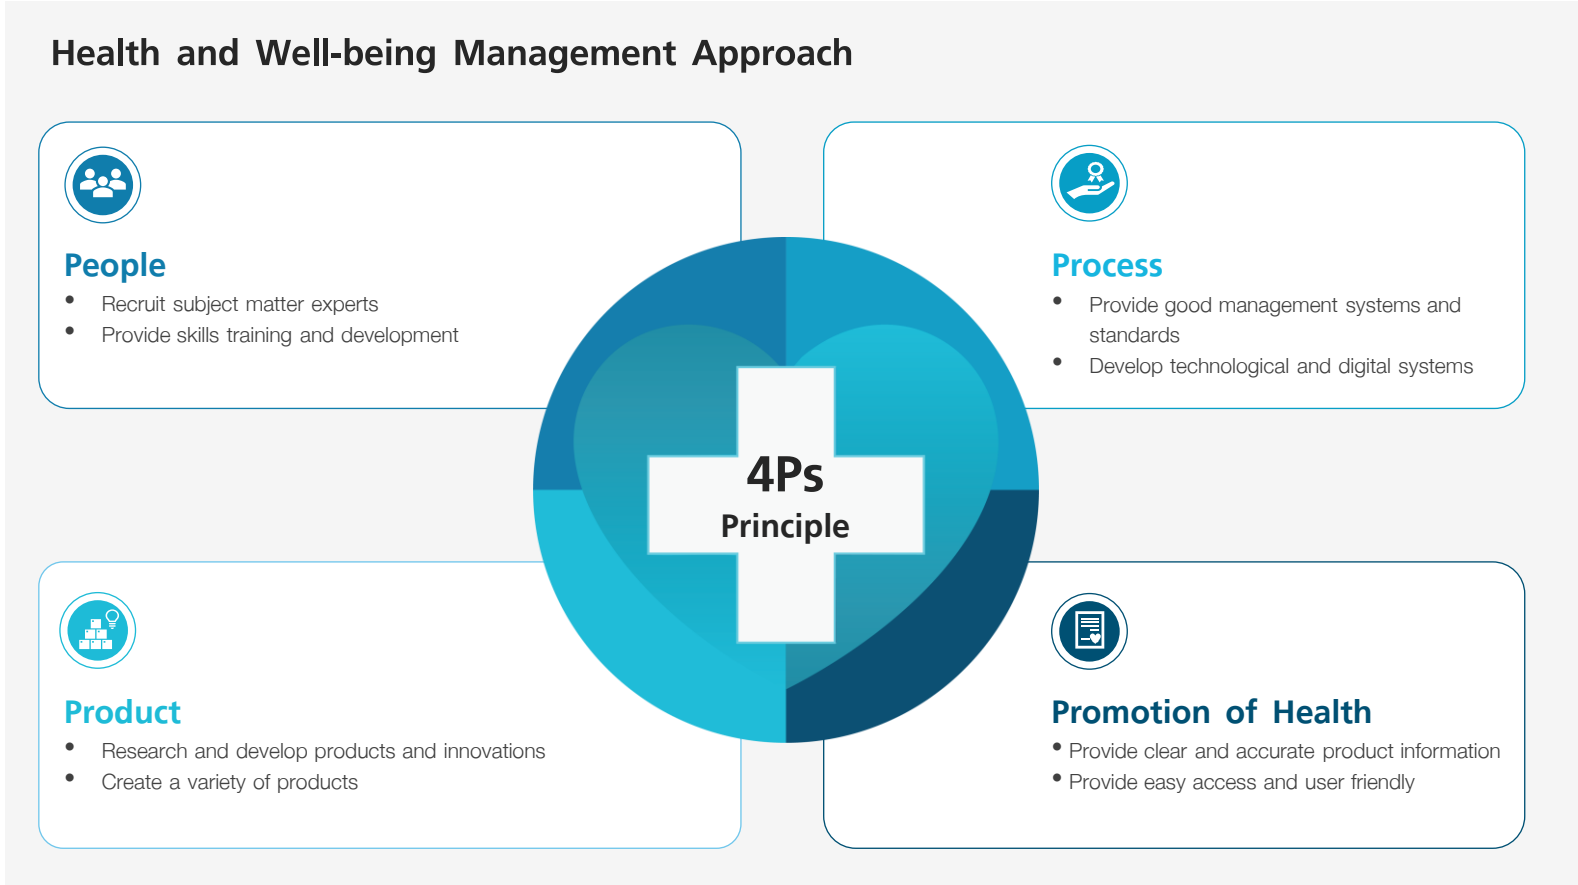 Health and Well-being Management Approach
People
• Recruit subject matter experts
• Provide skills training and development
Process
• Provide good management systems and
standards
• Develop technological and digital systems
4Ps
Principle
Product
• Research and develop products and innovations
• Create a variety of products
Promotion of Health
• Provide clear and accurate product information
• Provide easy access and user friendly